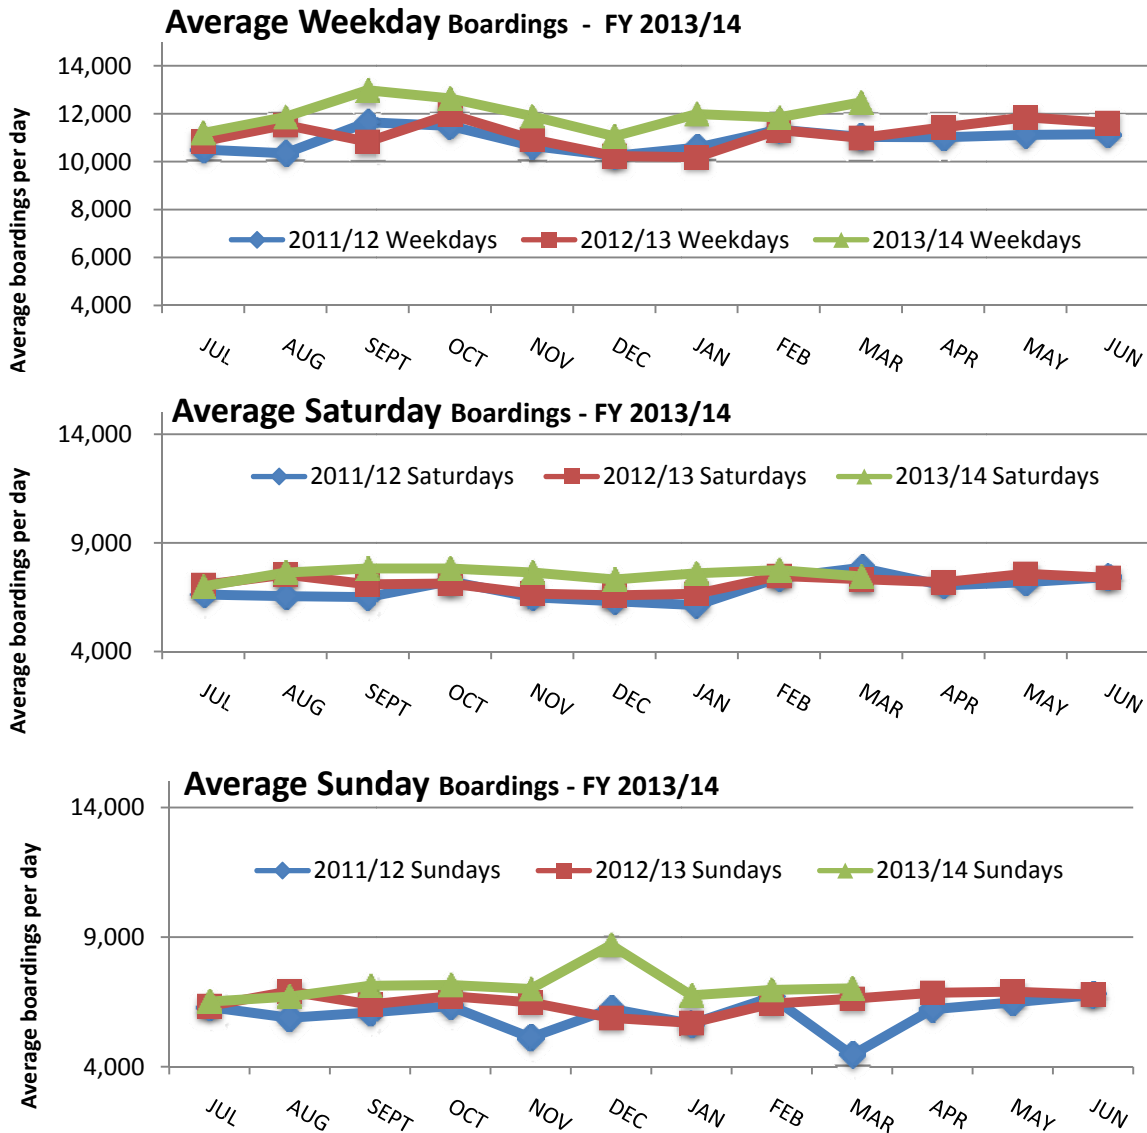 Average Weekday Boardings - FY 2013/14
Average boardings per day
14,000
12,000
10,000
8,000
6,000
4,000
2011/12 Weekdays 2012/13 Weekdays 2013/14 Weekdays
JUL AUG SEPT OCT NOV DEC JAN FEB MAR APR MAY JUN
Average Saturday Boardings - FY 2013/14
Average boardings per day
14,000
9,000
4,000
2011/12 Saturdays 2012/13 Saturdays 2013/14 Saturdays
JUL AUG SEPT OCT NOV DEC JAN FEB MAR APR MAY JUN
Average Sunday Boardings - FY 2013/14
Average boardings per day
14,000
9,000
4,000
2011/12 Sundays 2012/13 Sundays 2013/14 Sundays
JUL AUG SEPT OCT NOV DEC JAN FEB MAR APR MAY JUN